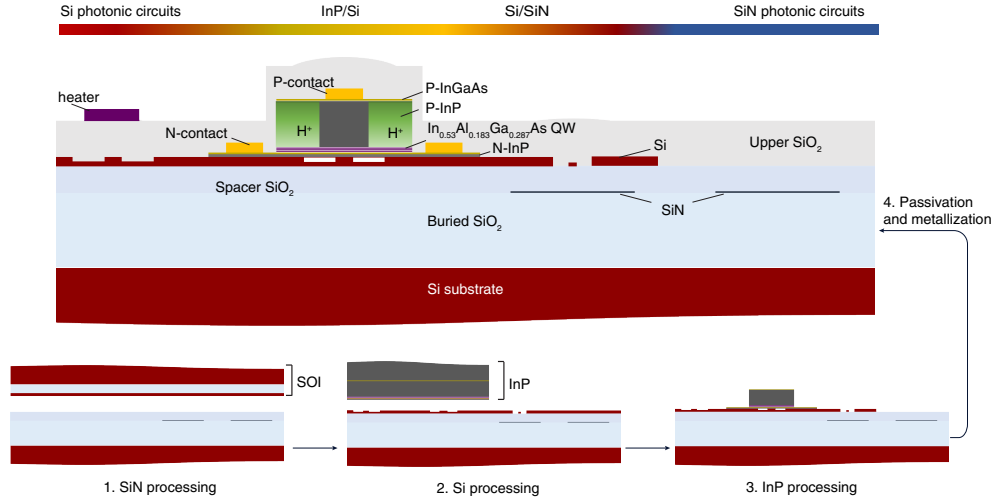 Si photonic circuits
InP/Si
Si/SiN
SiN photonic circuits
P-contact
P-InGaAs
heater
P-InP
H⁺
H⁺
N-contact
In₀.₅₃Al₀.₁₈₃Ga₀.₂₈₇As QW
N-InP
Si
Upper SiO₂
Spacer SiO₂
SiN
Buried SiO₂
4. Passivation
and metallization
Si substrate
SOI
InP
1. SiN processing
2. Si processing
3. InP processing